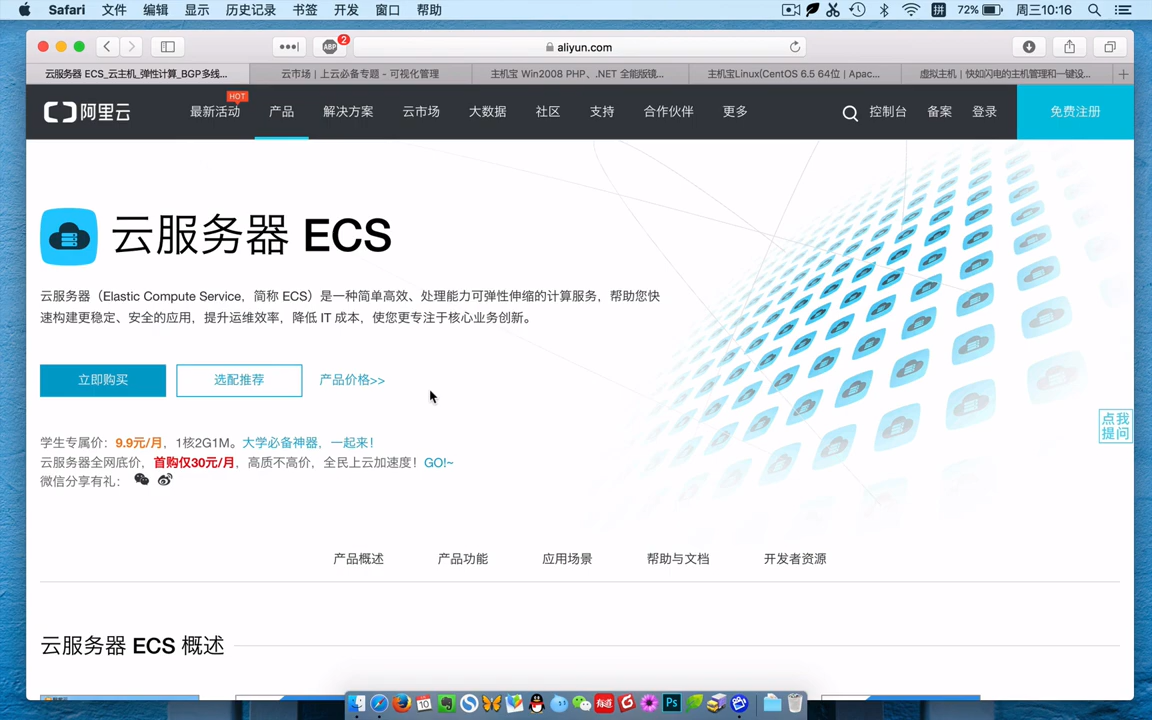 Safari 文件 编辑 显示 历史记录 书签 开发 窗口 帮助 拼 72% 周三10:16
ABP 2 aliyun.com
云服务器 ECS_云主机_弹性计算_BGP多线... 云市场 | 上云必备专题 - 可视化管理 主机宝 Win2008 PHP、.NET 全能版镜... 主机宝Linux(CentOS 6.5 64位 | Apac... 虚拟主机 | 快如闪电的主机管理和一键设...
阿里云 最新活动 HOT 产品 解决方案 云市场 大数据 社区 支持 合作伙伴 更多 控制台 备案 登录 免费注册
云服务器 ECS
云服务器（Elastic Compute Service，简称 ECS）是一种简单高效、处理能力可弹性伸缩的计算服务，帮助您快
速构建更稳定、安全的应用，提升运维效率，降低 IT 成本，使您更专注于核心业务创新。
立即购买 选配推荐 产品价格>>
点我
提问
学生专属价：9.9元/月，1核2G1M。大学必备神器，一起来！
云服务器全网底价，首购仅30元/月，高质不高价，全民上云加速度！GO!~
微信分享有礼：
产品概述 产品功能 应用场景 帮助与文档 开发者资源
云服务器 ECS 概述
10 有道 Ps